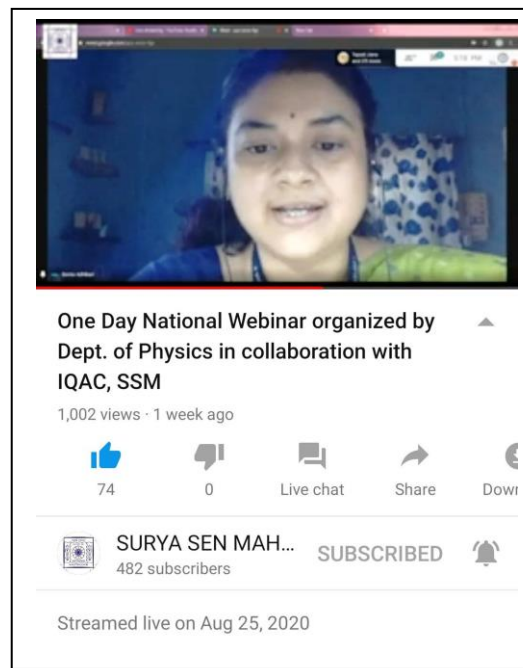 One Day National Webinar organized by
Dept. of Physics in collaboration with
IQAC, SSM
1,002 views · 1 week ago
74
0
Live chat
Share
Down
SURYA SEN MAH...
SUBSCRIBED
482 subscribers
Streamed live on Aug 25, 2020